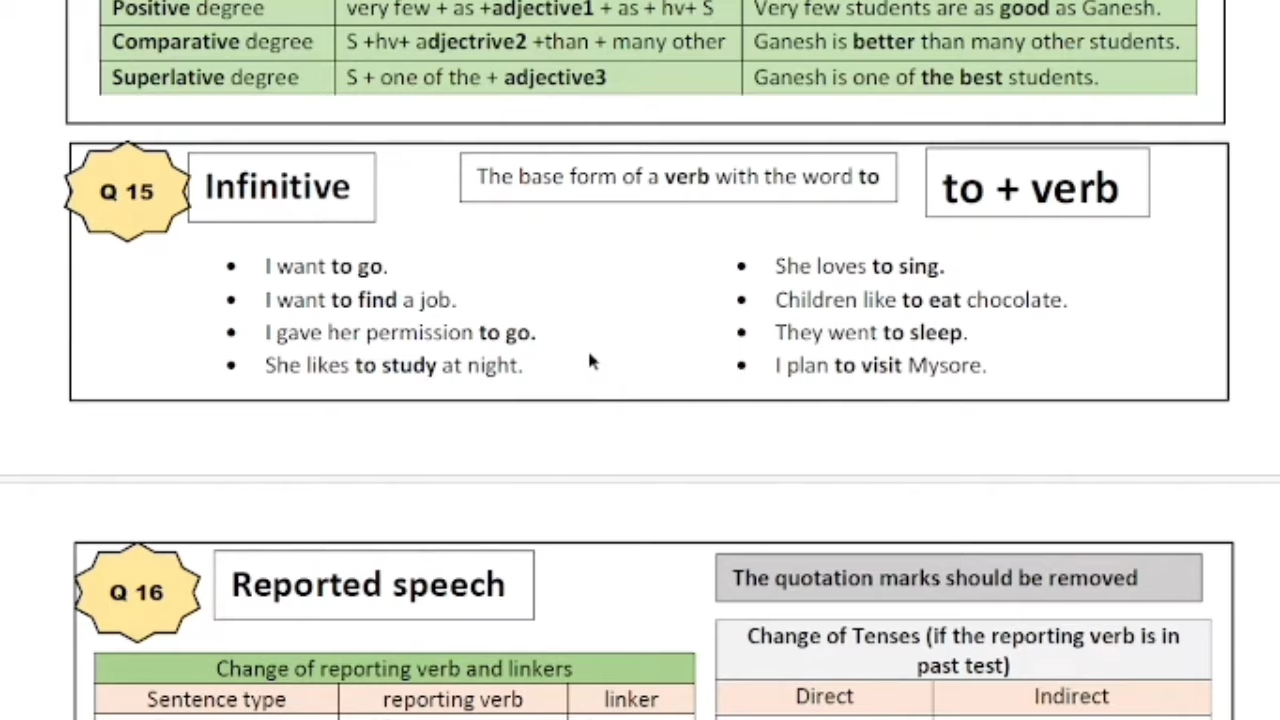 Positive degree very few + as +adjective1 + as + hv+ S Very few students are as good as Ganesh.
Comparative degree S +hv+ adjectrive2 +than + many other Ganesh is better than many other students.
Superlative degree S + one of the + adjective3 Ganesh is one of the best students.
Q 15 Infinitive The base form of a verb with the word to to + verb
• I want to go.
• I want to find a job.
• I gave her permission to go.
• She likes to study at night.
• She loves to sing.
• Children like to eat chocolate.
• They went to sleep.
• I plan to visit Mysore.
Q 16 Reported speech
The quotation marks should be removed
Change of reporting verb and linkers
Sentence type reporting verb linker
Change of Tenses (if the reporting verb is in
past test)
Direct Indirect